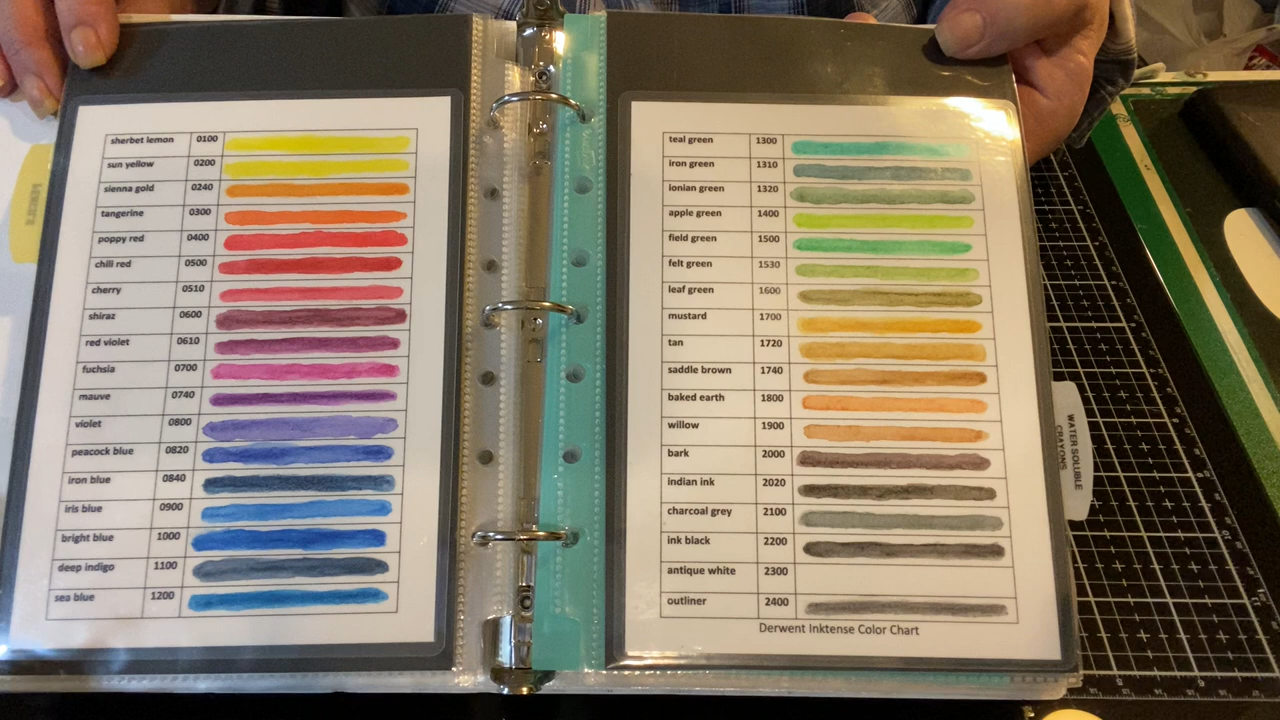 sherbet lemon 0100
sun yellow 0200
sienna gold 0240
tangerine 0300
poppy red 0400
chili red 0500
cherry 0510
shiraz 0600
red violet 0610
fuchsia 0700
mauve 0740
violet 0800
peacock blue 0820
iron blue 0840
iris blue 0900
bright blue 1000
deep indigo 1100
sea blue 1200
teal green 1300
iron green 1310
ionian green 1320
apple green 1400
field green 1500
felt green 1530
leaf green 1600
mustard 1700
tan 1720
saddle brown 1740
baked earth 1800
willow 1900
bark 2000
indian ink 2020
charcoal grey 2100
ink black 2200
antique white 2300
outliner 2400
Derwent Inktense Color Chart
WATER SOLUBLE
CRAYONS